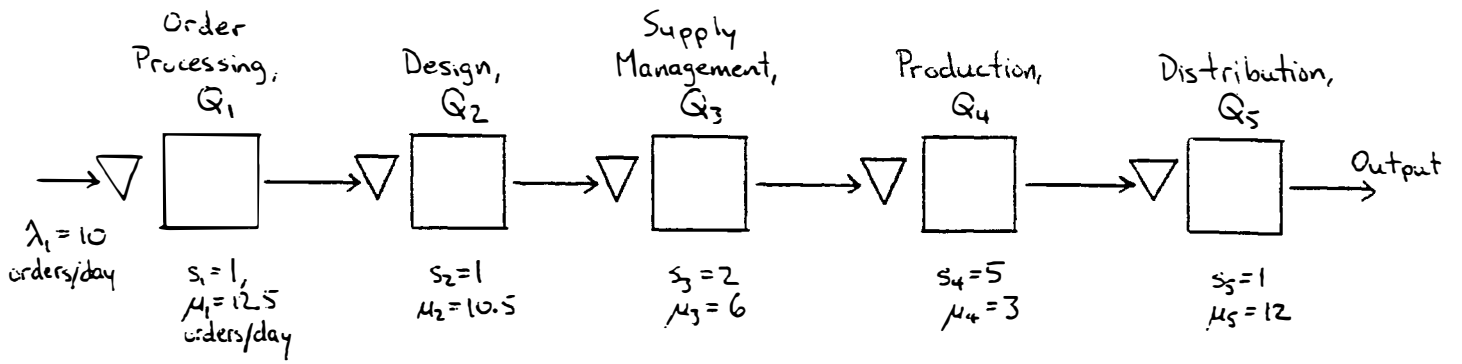 Order
Processing,
Q₁
Design,
Q₂
Supply
Management,
Q₃
Production,
Q₄
Distribution,
Q₅
Output
λ₁ = 10
orders/day
s₁ = 1,
μ₁ = 12.5
orders/day
s₂ = 1
μ₂ = 10.5
s₃ = 2
μ₃ = 6
s₄ = 5
μ₄ = 3
s₅ = 1
μ₅ = 12